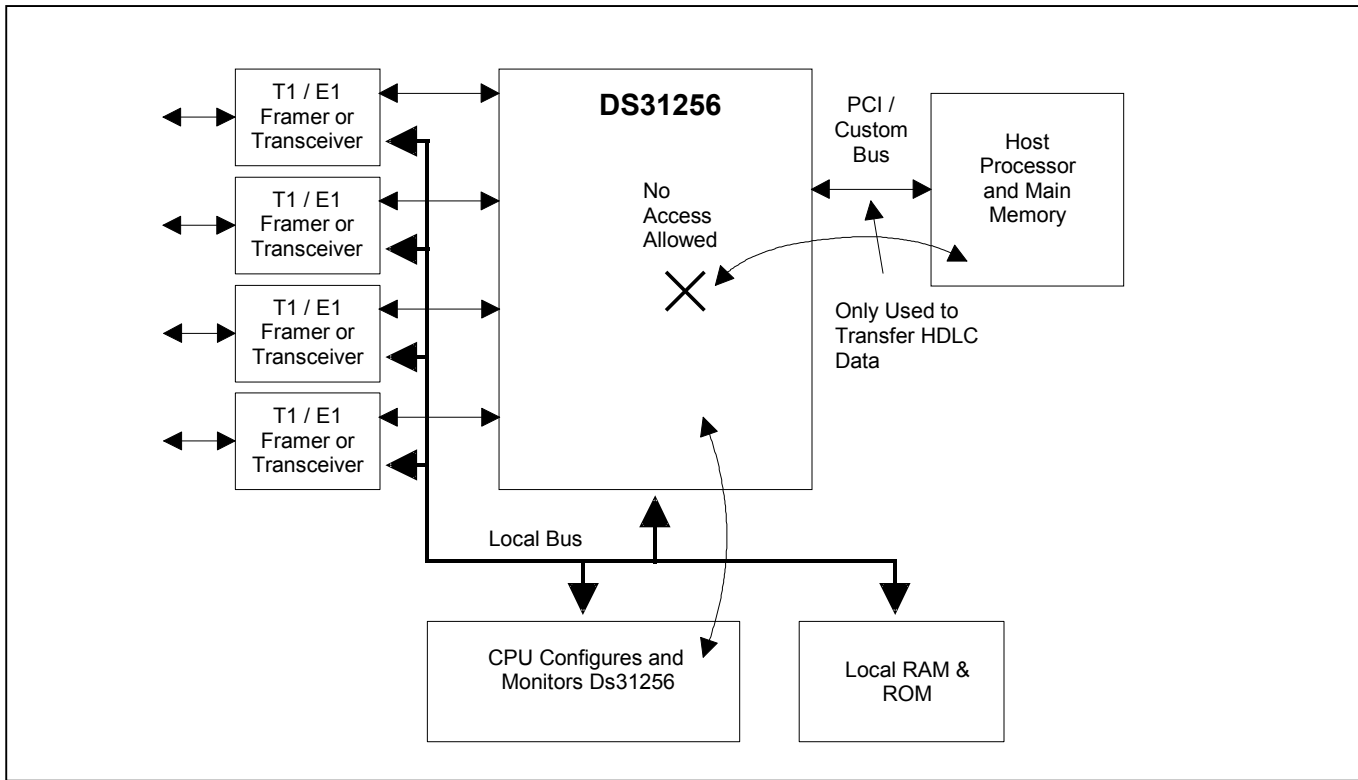 T1 / E1
Framer or
Transceiver
T1 / E1
Framer or
Transceiver
T1 / E1
Framer or
Transceiver
T1 / E1
Framer or
Transceiver
DS31256
No
Access
Allowed
PCI /
Custom
Bus
Host
Processor
and Main
Memory
Only Used to
Transfer HDLC
Data
Local Bus
CPU Configures and
Monitors Ds31256
Local RAM &
ROM